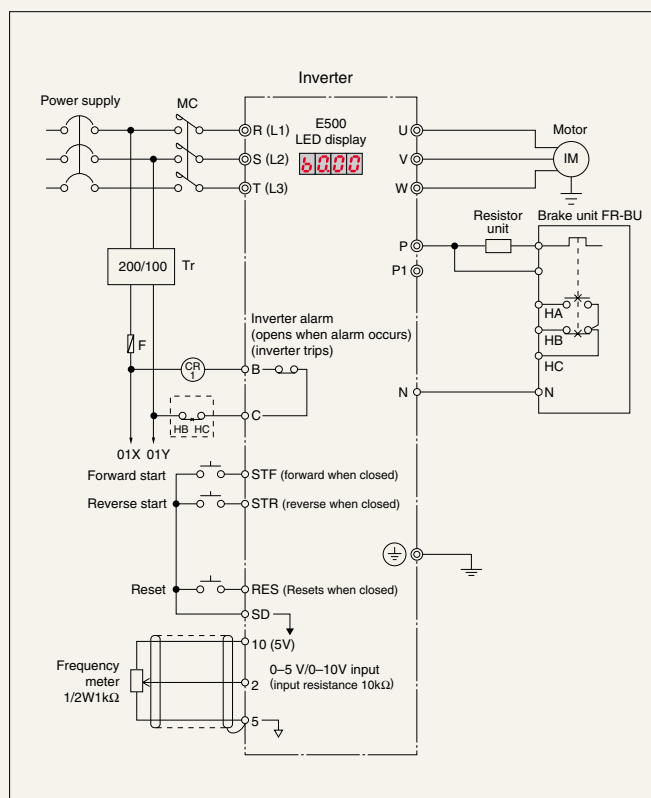 Inverter
Power supply
MC
R (L1)
S (L2)
T (L3)
E500
LED display
60.00
U
V
W
Motor
IM
Resistor
unit
Brake unit FR-BU
P
P1
HA
HB
HC
N
N
200/100
Tr
F
CR
1
Inverter alarm
(opens when alarm occurs)
(inverter trips)
B
C
HB HC
01X 01Y
Forward start
STF (forward when closed)
Reverse start
STR (reverse when closed)
Reset
RES (Resets when closed)
SD
10 (5V)
Frequency
meter
1/2W1kΩ
0–5 V/0–10V input
(input resistance 10kΩ)
2
5